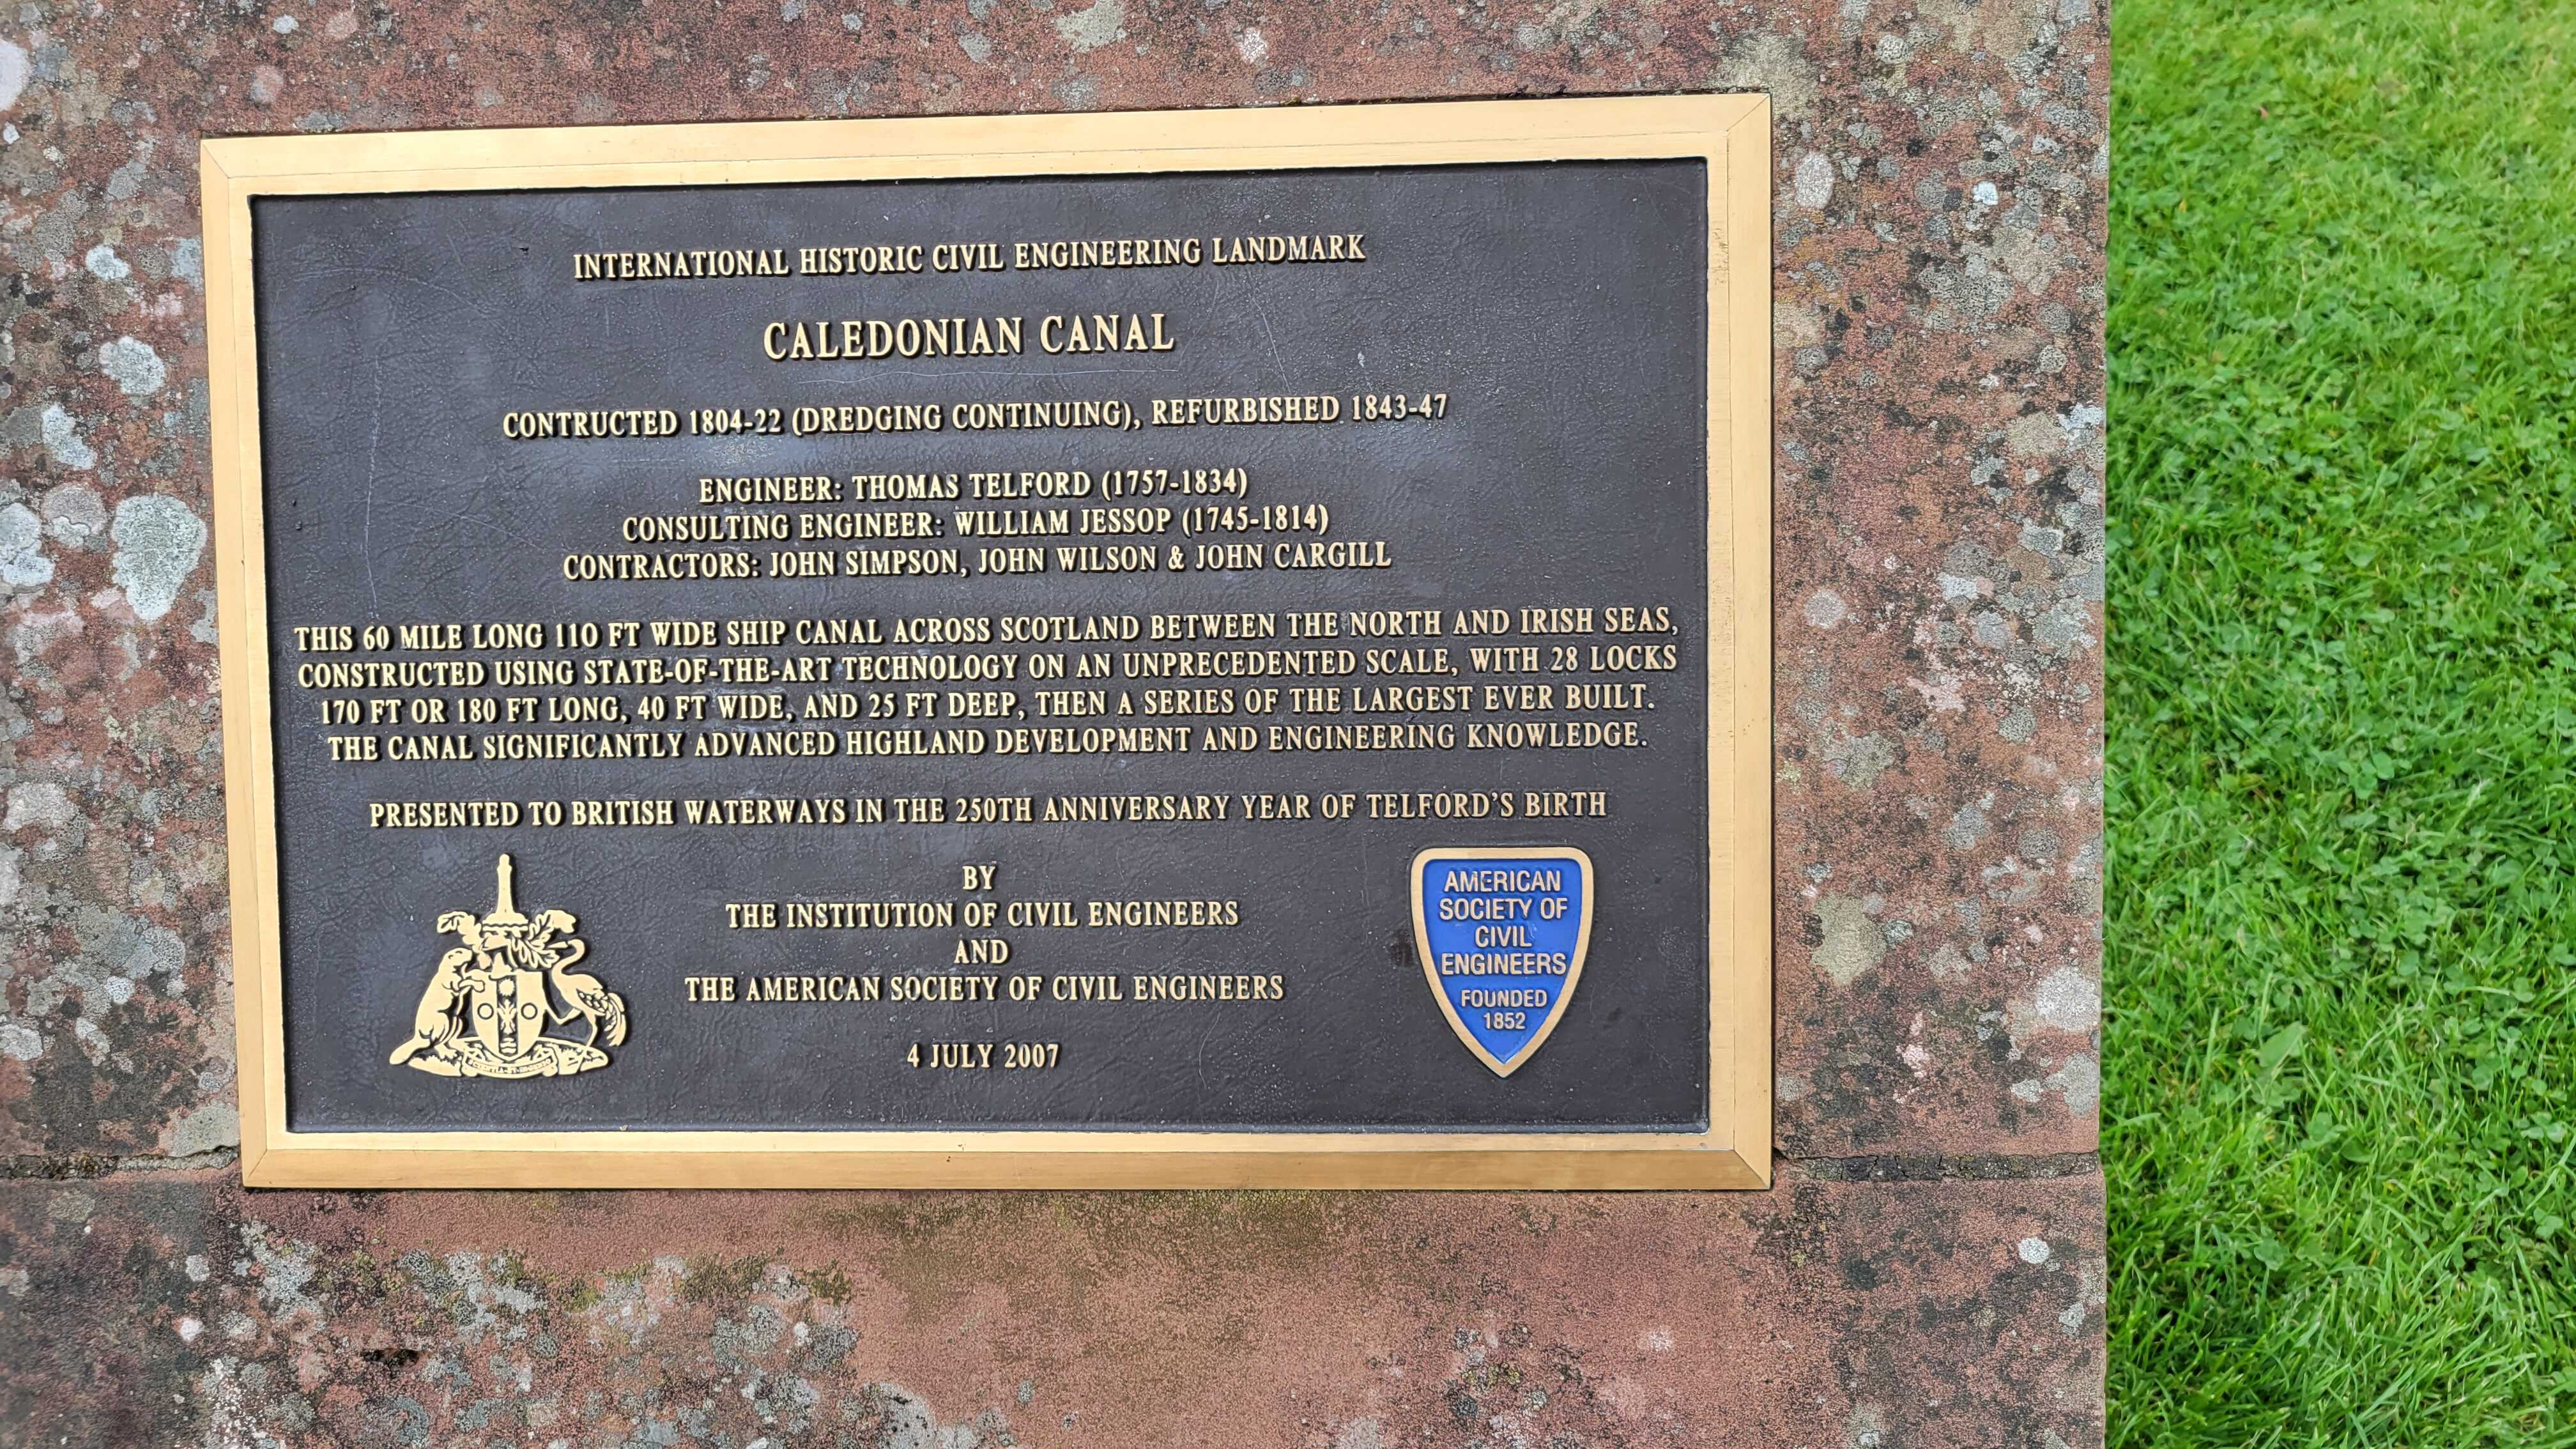 INTERNATIONAL HISTORIC CIVIL ENGINEERING LANDMARK
CALEDONIAN CANAL
CONTRUCTED 1804-22 (DREDGING CONTINUING), REFURBISHED 1843-47
ENGINEER: THOMAS TELFORD (1757-1834)
CONSULTING ENGINEER: WILLIAM JESSOP (1745-1814)
CONTRACTORS: JOHN SIMPSON, JOHN WILSON & JOHN CARGILL
THIS 60 MILE LONG 110 FT WIDE SHIP CANAL ACROSS SCOTLAND BETWEEN THE NORTH AND IRISH SEAS,
CONSTRUCTED USING STATE-OF-THE-ART TECHNOLOGY ON AN UNPRECEDENTED SCALE, WITH 28 LOCKS
170 FT OR 180 FT LONG, 40 FT WIDE, AND 25 FT DEEP, THEN A SERIES OF THE LARGEST EVER BUILT.
THE CANAL SIGNIFICANTLY ADVANCED HIGHLAND DEVELOPMENT AND ENGINEERING KNOWLEDGE.
PRESENTED TO BRITISH WATERWAYS IN THE 250TH ANNIVERSARY YEAR OF TELFORD'S BIRTH
BY
THE INSTITUTION OF CIVIL ENGINEERS
AND
THE AMERICAN SOCIETY OF CIVIL ENGINEERS
4 JULY 2007
AMERICAN
SOCIETY OF
CIVIL
ENGINEERS
FOUNDED
1852